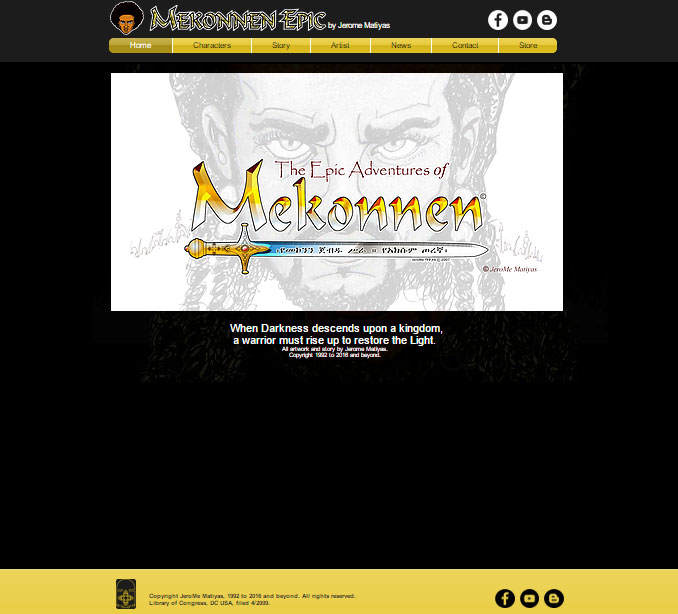 MEKONNEN EPIC by Jerome Matiyas
Home Characters Story Artist News Contact Store
The Epic Adventures of
Mekonnen©
JeroMe ማትያስ © 2007
© JeroMe Matiyas
When Darkness descends upon a kingdom,
a warrior must rise up to restore the Light.
All artwork and story by Jerome Matiyas.
Copyright 1992 to 2016 and beyond.
Copyright JeroMe Matiyas, 1992 to 2016 and beyond. All rights reserved.
Library of Congress, DC USA, filed 4/2009.